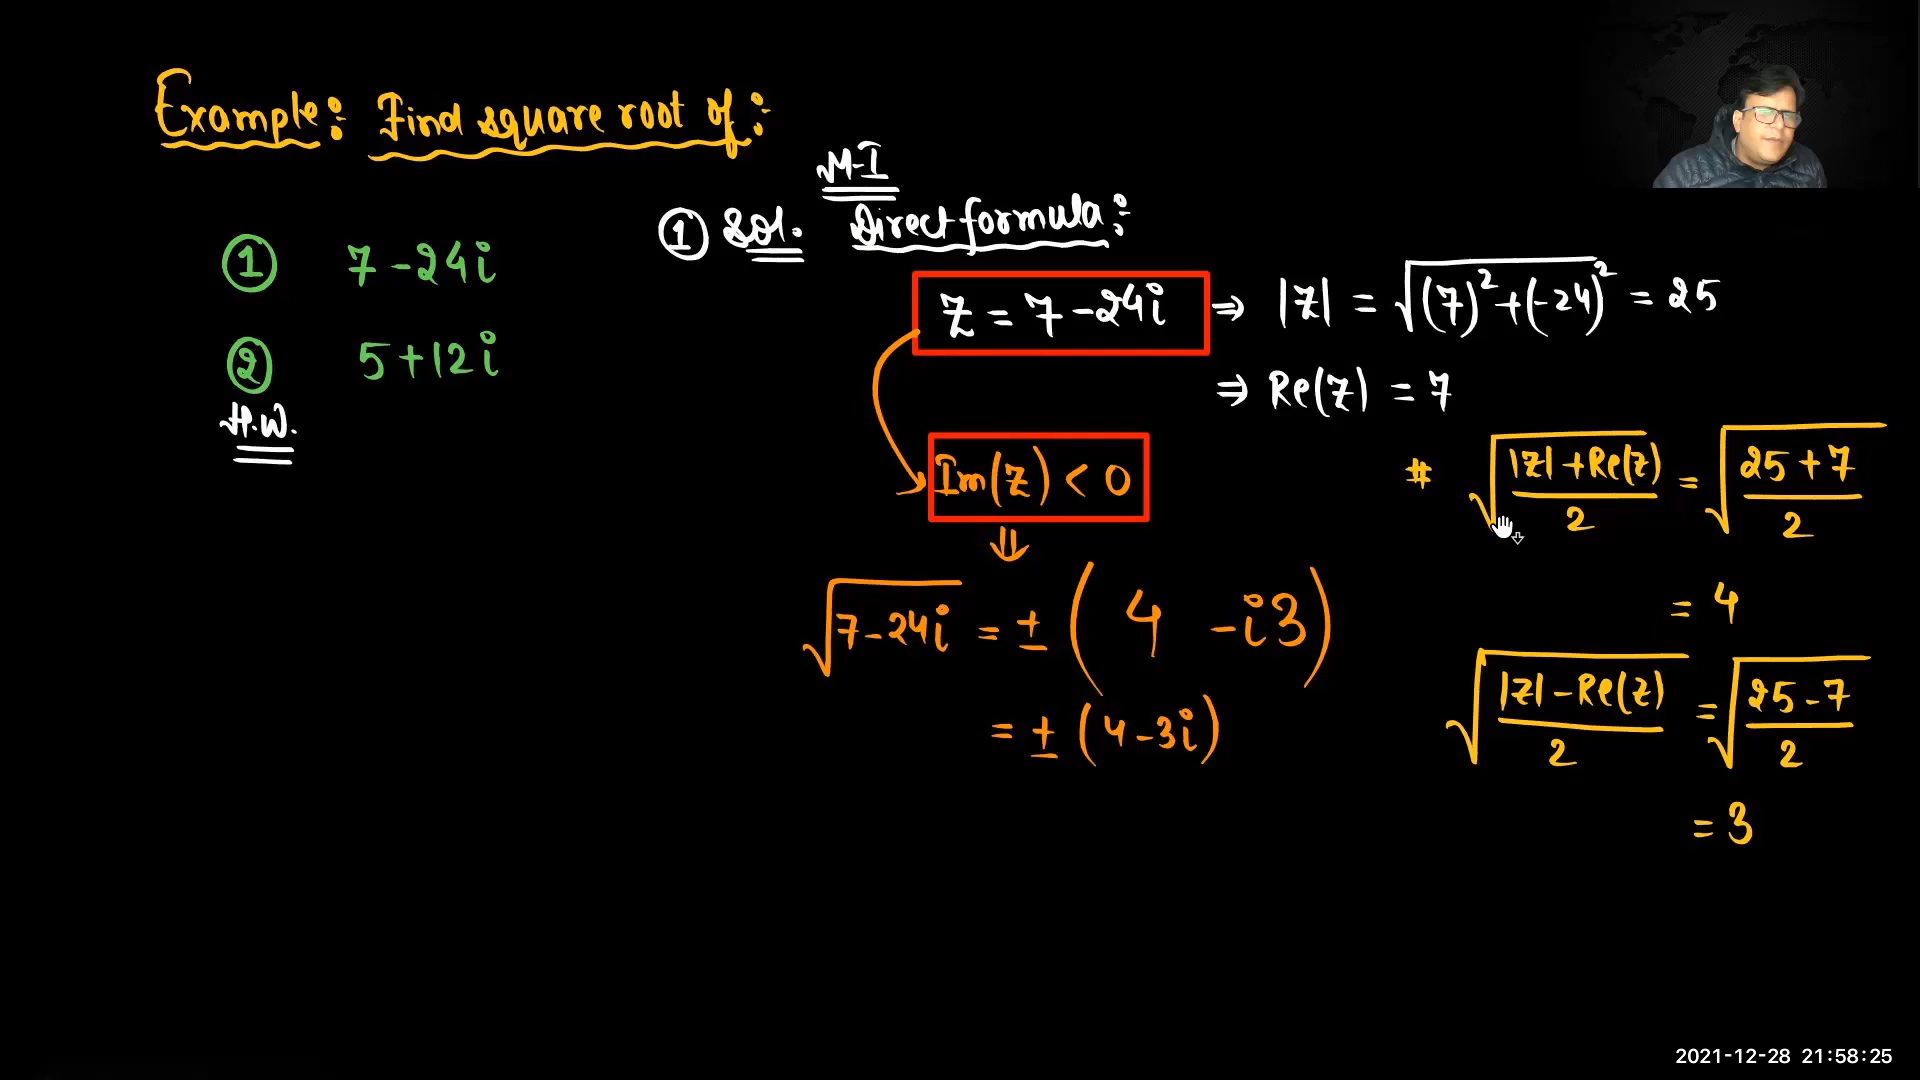 Example:- Find square root of:-
① 7-24i
② 5+12i
H.W.
M-I
① Sol. Direct formula:-
z = 7-24i ⇒ |z| = √(7)²+(-24)² = 25
⇒ Re(z) = 7
Im(z) < 0
⇓
√7-24i = ± (4 -i3)
= ± (4-3i)
# √|z|+Re(z)/2 = √25+7/2
= 4
√|z|-Re(z)/2 = √25-7/2
= 3
2021-12-28 21:58:25